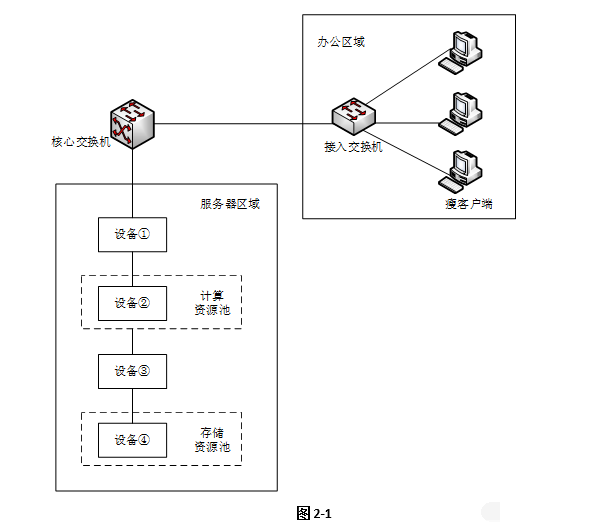 办公区域
核心交换机
接入交换机
瘦客户端
服务器区域
设备①
设备②
计算
资源池
设备③
设备④
存储
资源池
图 2-1